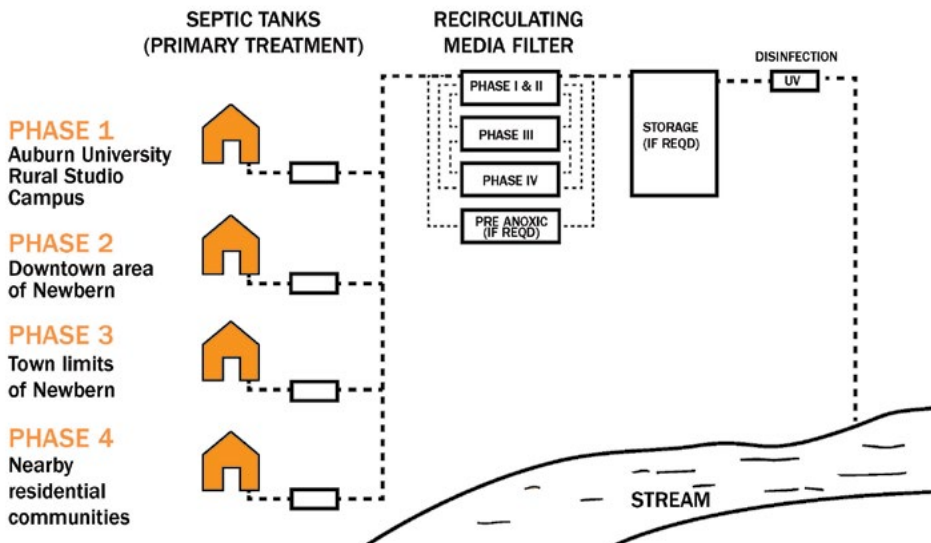 SEPTIC TANKS
(PRIMARY TREATMENT)
RECIRCULATING
MEDIA FILTER
DISINFECTION
UV
PHASE I & II
PHASE III
PHASE IV
PRE ANOXIC
(IF REQD)
STORAGE
(IF REQD)
PHASE 1
Auburn University
Rural Studio
Campus
PHASE 2
Downtown area
of Newbern
PHASE 3
Town limits
of Newbern
PHASE 4
Nearby
residential
communities
STREAM